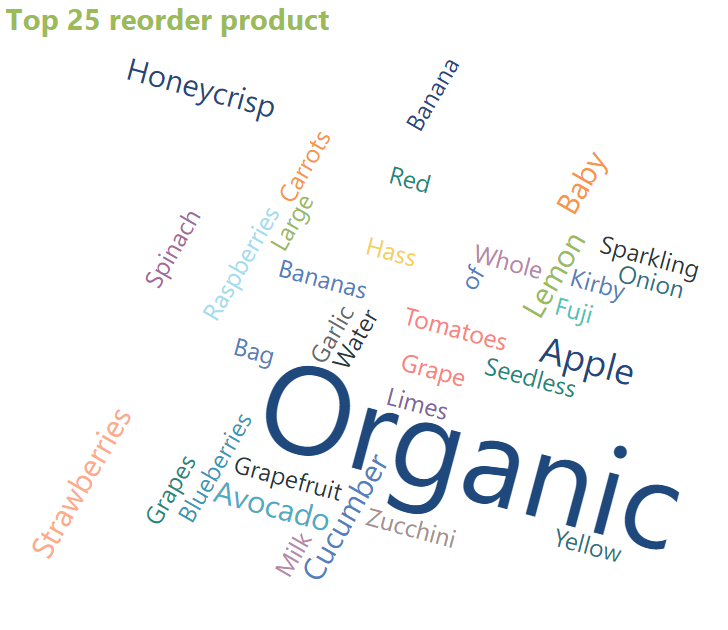 Top 25 reorder product
Honeycrisp
Banana
Carrots
Red
Baby
Large
Spinach
Raspberries
Hass
Whole
of
Lemon
Sparkling
Kirby
Onion
Bananas
Fuji
Garlic
Water
Tomatoes
Bag
Apple
Grape
Seedless
Limes
Organic
Strawberries
Grapes
Blueberries
Grapefruit
Avocado
Cucumber
Zucchini
Milk
Yellow